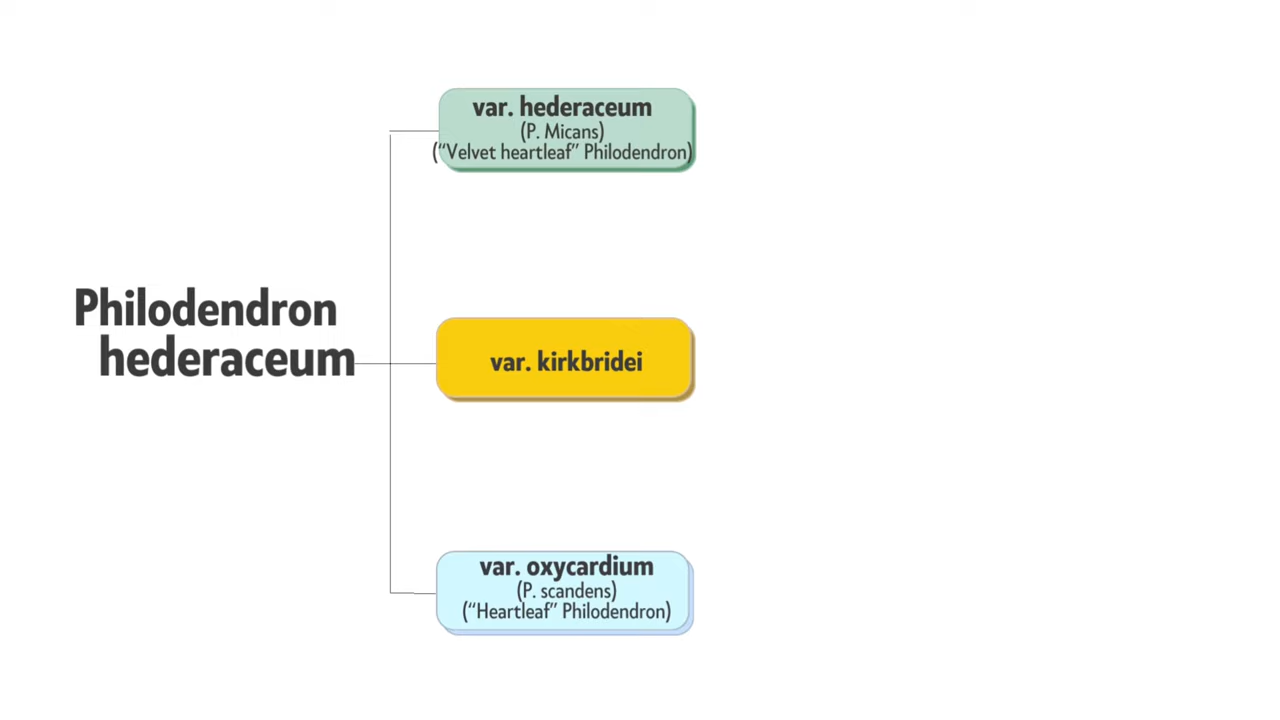 Philodendron
hederaceum
var. hederaceum
(P. Micans)
(“Velvet heartleaf” Philodendron)
var. kirkbridei
var. oxycardium
(P. scandens)
(“Heartleaf” Philodendron)